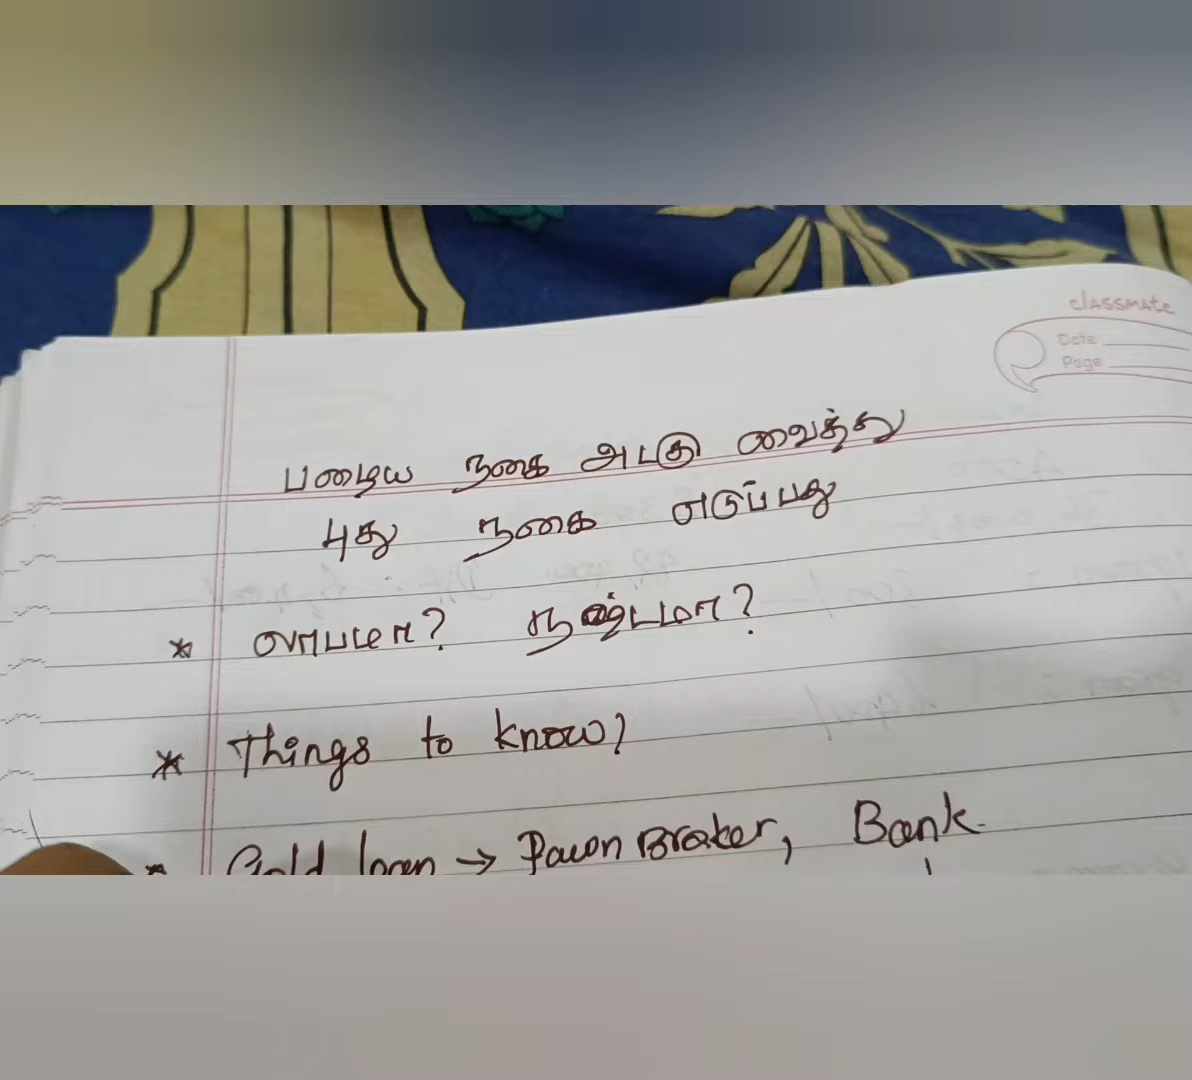 classmate
Date
Page
பழைய நகை அடகு வைத்து
புது நகை எடுப்பது
* லாபமா? நஷ்டமா?
* Things to know?
* Gold loan → Pawn Broker, Bank.